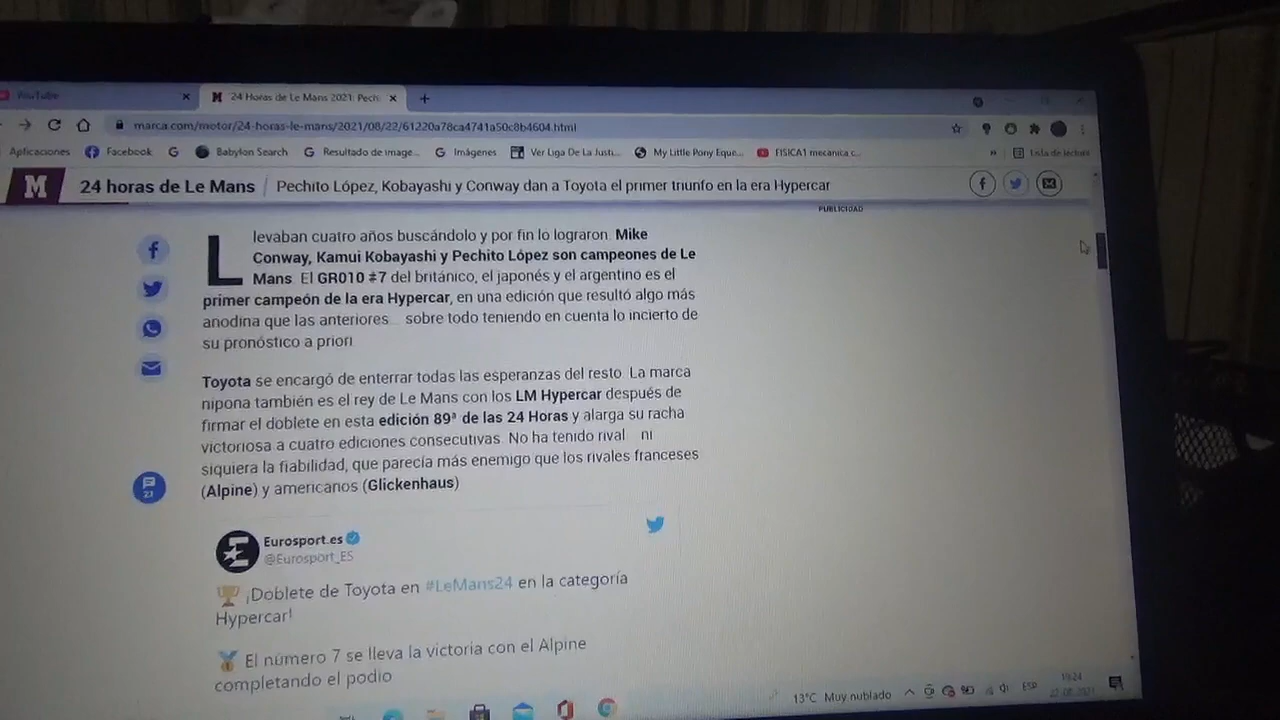 YouTube
24 Horas de Le Mans 2021: Pech
marca.com/motor/24-horas-le-mans/2021/08/22/61220a78ca4741a50c8b4604.html
Aplicaciones Facebook Babylon Search Resultado de image... Imágenes Ver Liga De La Justi... My Little Pony Eque... FISICA1 mecanica c... » Lista de lectura
M 24 horas de Le Mans Pechito López, Kobayashi y Conway dan a Toyota el primer triunfo en la era Hypercar
PUBLICIDAD
Llevaban cuatro años buscándolo y por fin lo lograron. Mike
Conway, Kamui Kobayashi y Pechito López son campeones de Le
Mans. El GR010 #7 del británico, el japonés y el argentino es el
primer campeón de la era Hypercar, en una edición que resultó algo más
anodina que las anteriores... sobre todo teniendo en cuenta lo incierto de
su pronóstico a priori.
Toyota se encargó de enterrar todas las esperanzas del resto. La marca
nipona también es el rey de Le Mans con los LM Hypercar después de
firmar el doblete en esta edición 89ª de las 24 Horas y alarga su racha
victoriosa a cuatro ediciones consecutivas. No ha tenido rival... ni
siquiera la fiabilidad, que parecía más enemigo que los rivales franceses
(Alpine) y americanos (Glickenhaus)
23
Eurosport.es
@Eurosport_ES
¡Doblete de Toyota en #LeMans24 en la categoría
Hypercar!
El número 7 se lleva la victoria con el Alpine
completando el podio
13°C Muy nublado ESP 19:24
22-08-2021